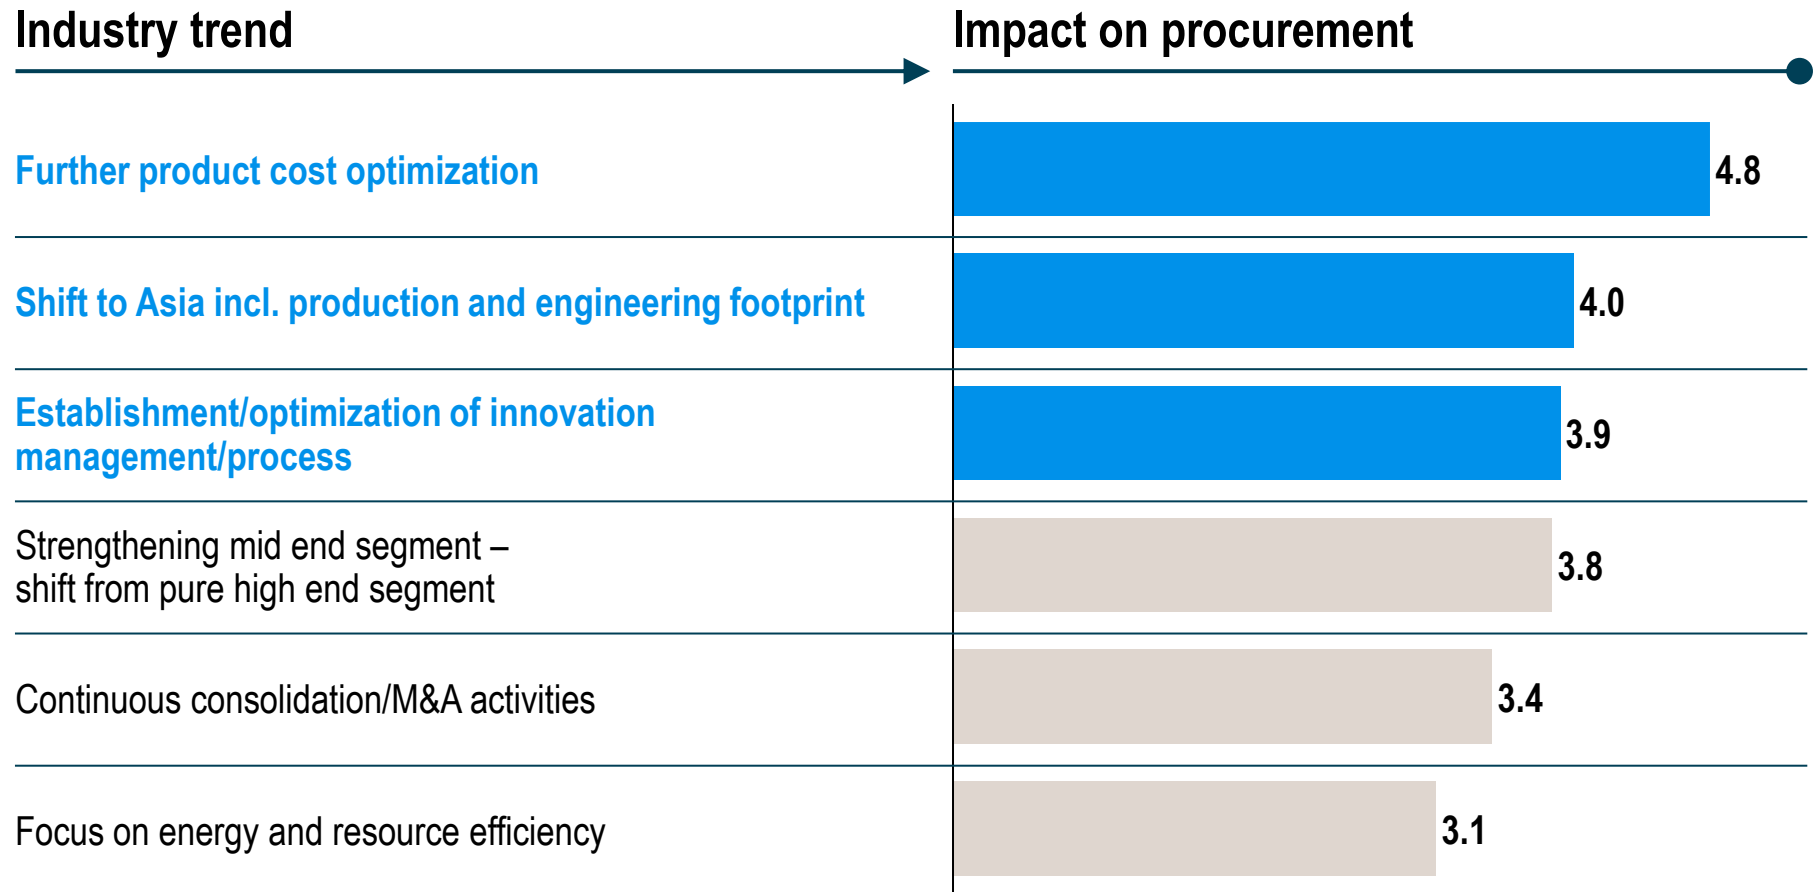 Industry trend
Impact on procurement
Further product cost optimization
4.8
Shift to Asia incl. production and engineering footprint
4.0
Establishment/optimization of innovation
management/process
3.9
Strengthening mid end segment –
shift from pure high end segment
3.8
Continuous consolidation/M&A activities
3.4
Focus on energy and resource efficiency
3.1